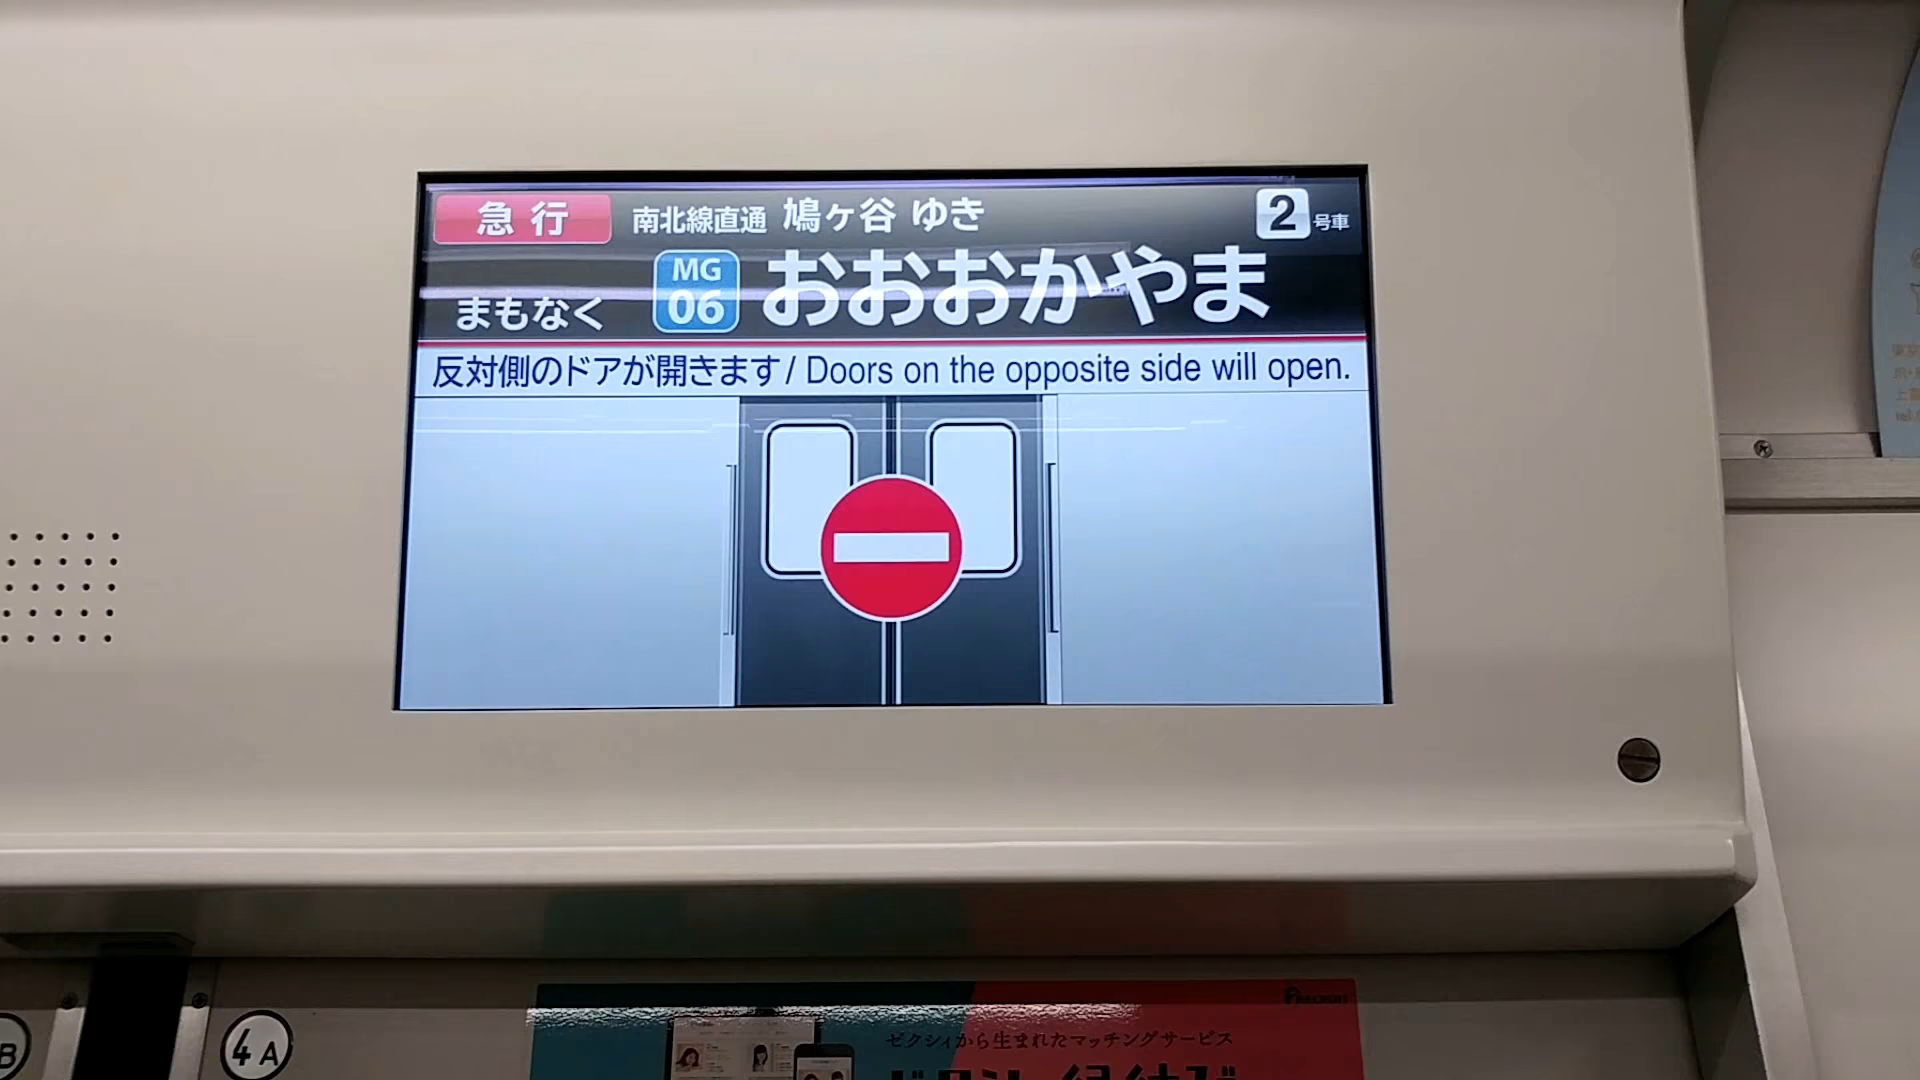 急行 南北線直通 鳩ヶ谷 ゆき 2 号車
まもなく MG 06 おおおかやま
反対側のドアが開きます / Doors on the opposite side will open.
B
4 A
ゼクシィから生まれたマッチングサービス